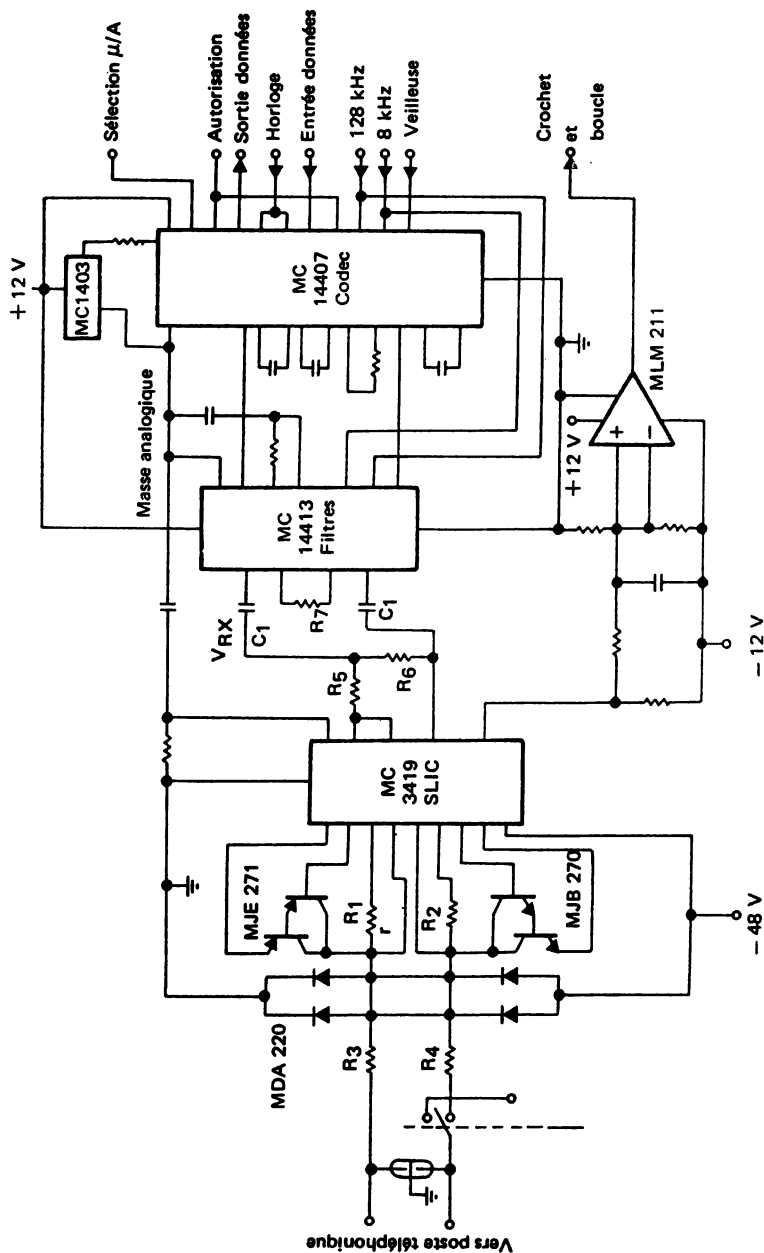 Vers poste téléphonique
MDA 220
R3
R4
MJE 271
R1
r
R2
MJB 270
−48 V
MC
3419
SLIC
R5
R6
VRX
C1
R7
C1
MC
14413
Filtres
Masse analogique
+12 V
MC1403
MC
14407
Codec
Sélection μ/A
Autorisation
Sortie données
Horloge
Entrée données
128 kHz
8 kHz
Veilleuse
+12 V
+
−
MLM 211
−12 V
Crochet
et
boucle